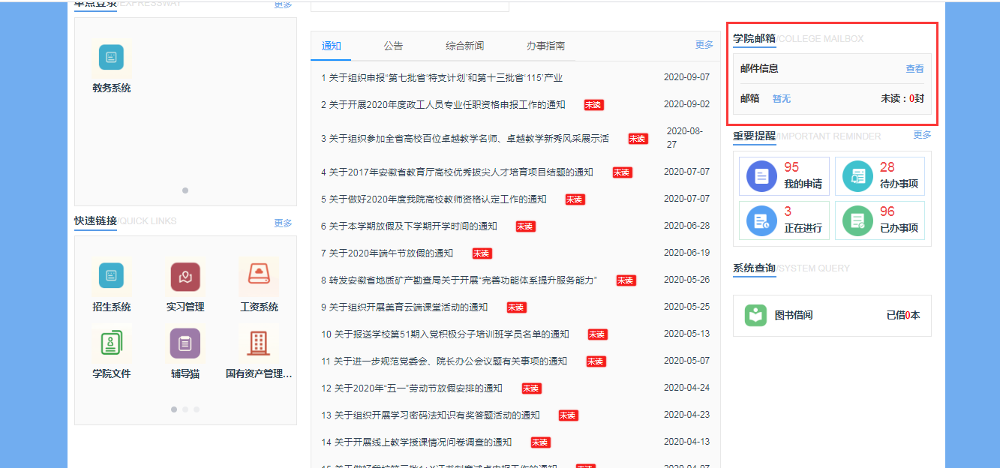 单点登录/EXPRESSWAY
更多
教务系统
快速链接/QUICK LINKS
更多
招生系统
实习管理
工资系统
学院文件
辅导猫
国有资产管理...
通知
公告
综合新闻
办事指南
更多
1 关于组织申报“第七批省‘特支计划’和第十三批省‘115’产业 2020-09-07
2 关于开展2020年度政工人员专业任职资格申报工作的通知 未读 2020-09-02
3 关于组织参加全省高校百位卓越教学名师、卓越教学新秀风采展示活 未读 2020-08-
27
4 关于2017年安徽省教育厅高校优秀拔尖人才培育项目结题的通知 未读 2020-07-07
5 关于做好2020年度我院高校教师资格认定工作的通知 未读 2020-07-07
6 关于本学期放假及下学期开学时间的通知 未读 2020-06-28
7 关于2020年端午节放假的通知 未读 2020-06-19
8 转发安徽省地质矿产勘查局关于开展“完善功能体系提升服务能力” 未读 2020-05-26
9 关于组织开展美育云端课堂活动的通知 未读 2020-05-25
10 关于报送学校第51期入党积极分子培训班学员名单的通知 未读 2020-05-13
11 关于进一步规范党委会、院长办公会议题有关事项的通知 未读 2020-05-07
12 关于2020年“五一”劳动节放假安排的通知 未读 2020-04-24
13 关于组织开展学习密码法知识有奖答题活动的通知 未读 2020-04-23
14 关于开展线上教学授课情况问卷调查的通知 未读 2020-04-13
学院邮箱/COLLEGE MAILBOX
邮件信息
查看
邮箱 暂无 未读：0封
重要提醒/IMPORTANT REMINDER
更多
95
我的申请
28
待办事项
3
正在进行
96
已办事项
系统查询/SYSTEM QUERY
图书借阅
已借0本